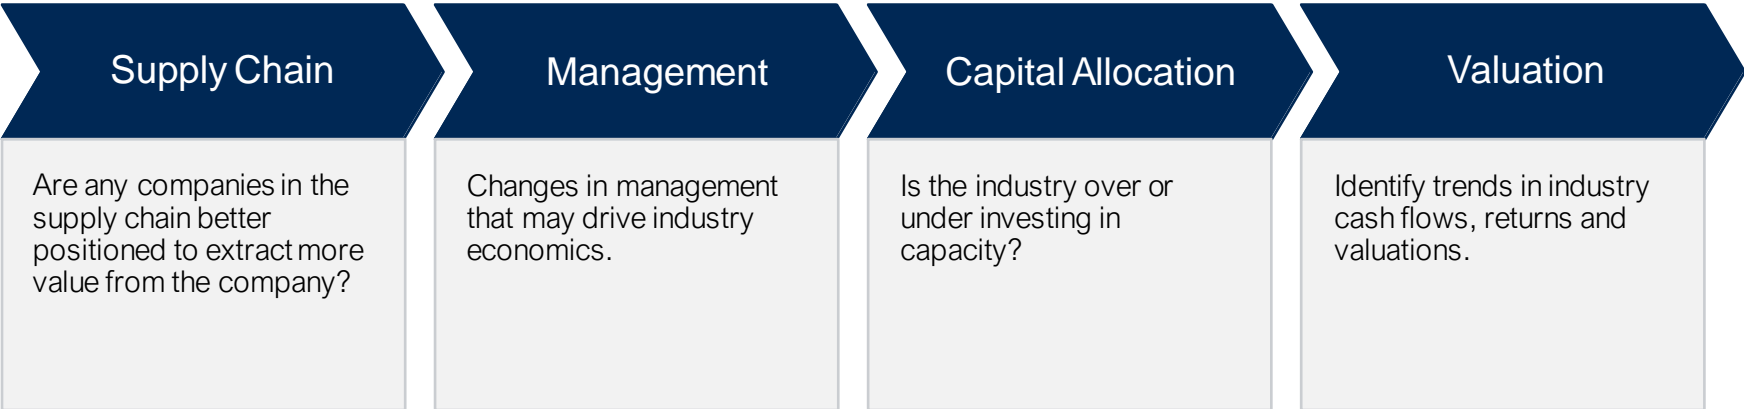 Supply Chain
Management
Capital Allocation
Valuation
Are any companies in the
supply chain better
positioned to extract more
value from the company?
Changes in management
that may drive industry
economics.
Is the industry over or
under investing in
capacity?
Identify trends in industry
cash flows, returns and
valuations.